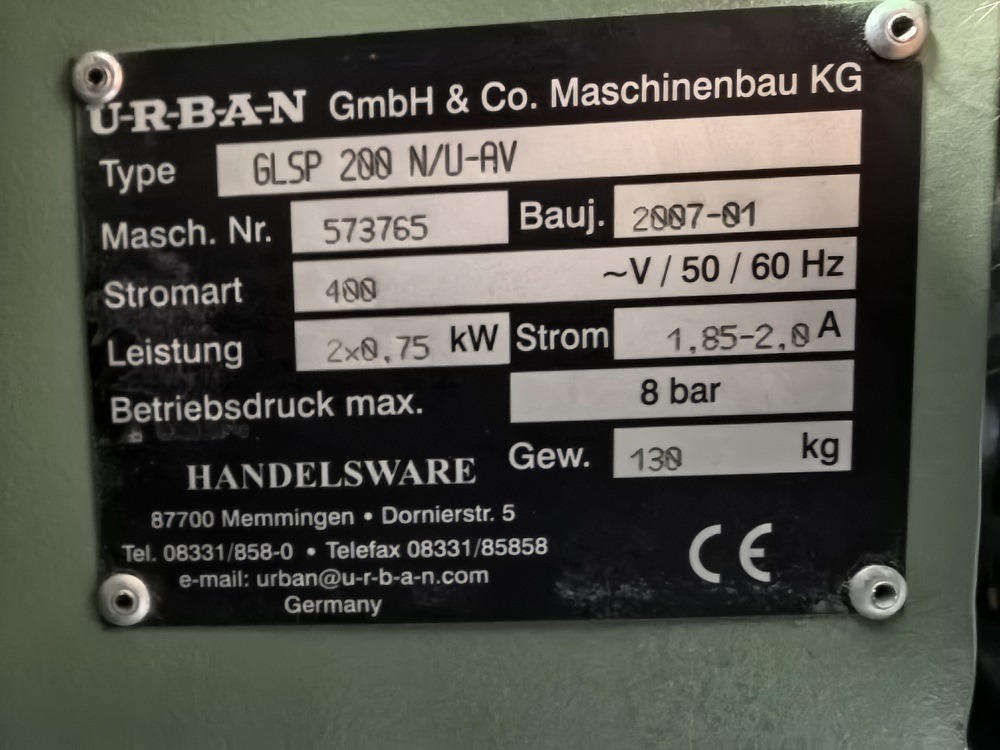 U-R-B-A-N GmbH & Co. Maschinenbau KG
Type GLSP 200 N/U-AV
Masch. Nr. 573765 Bauj. 2007-01
Stromart 400 ~V / 50 / 60 Hz
Leistung 2x0,75 kW Strom 1,85-2,0 A
Betriebsdruck max. 8 bar
Gew. 130 kg
HANDELSWARE
87700 Memmingen • Dornierstr. 5
Tel. 08331/858-0 • Telefax 08331/85858
e-mail: urban@u-r-b-a-n.com
Germany
CE